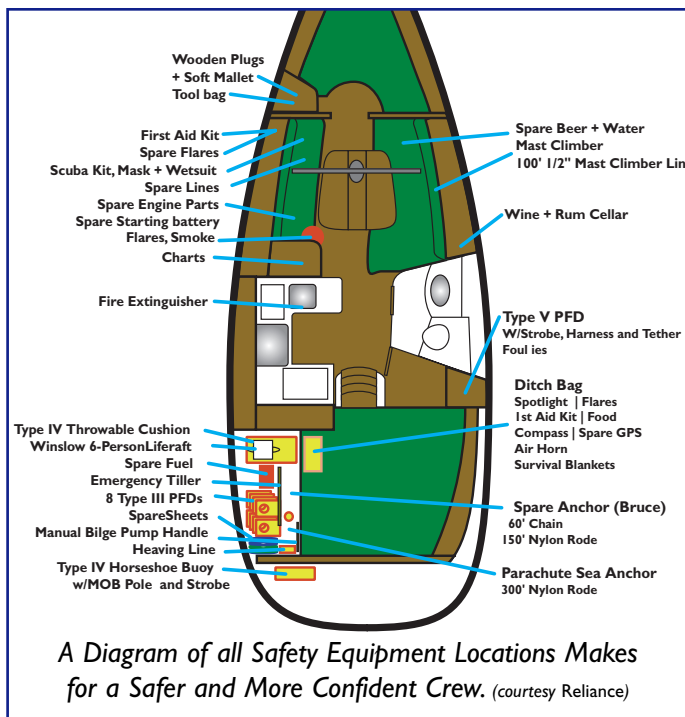 Wooden Plugs
+ Soft Mallet
Tool bag
First Aid Kit
Spare Flares
Scuba Kit, Mask + Wetsuit
Spare Lines
Spare Engine Parts
Spare Starting battery
Flares, Smoke
Charts
Fire Extinguisher
Type IV Throwable Cushion
Winslow 6-PersonLiferaft
Spare Fuel
Emergency Tiller
8 Type III PFDs
SpareSheets
Manual Bilge Pump Handle
Heaving Line
Type IV Horseshoe Buoy
w/MOB Pole and Strobe
Spare Beer + Water
Mast Climber
100' 1/2" Mast Climber Lin
Wine + Rum Cellar
Type V PFD
W/Strobe, Harness and Tether
Foul ies
Ditch Bag
Spotlight | Flares
1st Aid Kit | Food
Compass | Spare GPS
Air Horn
Survival Blankets
Spare Anchor (Bruce)
60' Chain
150' Nylon Rode
Parachute Sea Anchor
300' Nylon Rode
A Diagram of all Safety Equipment Locations Makes
for a Safer and More Confident Crew. (courtesy Reliance)